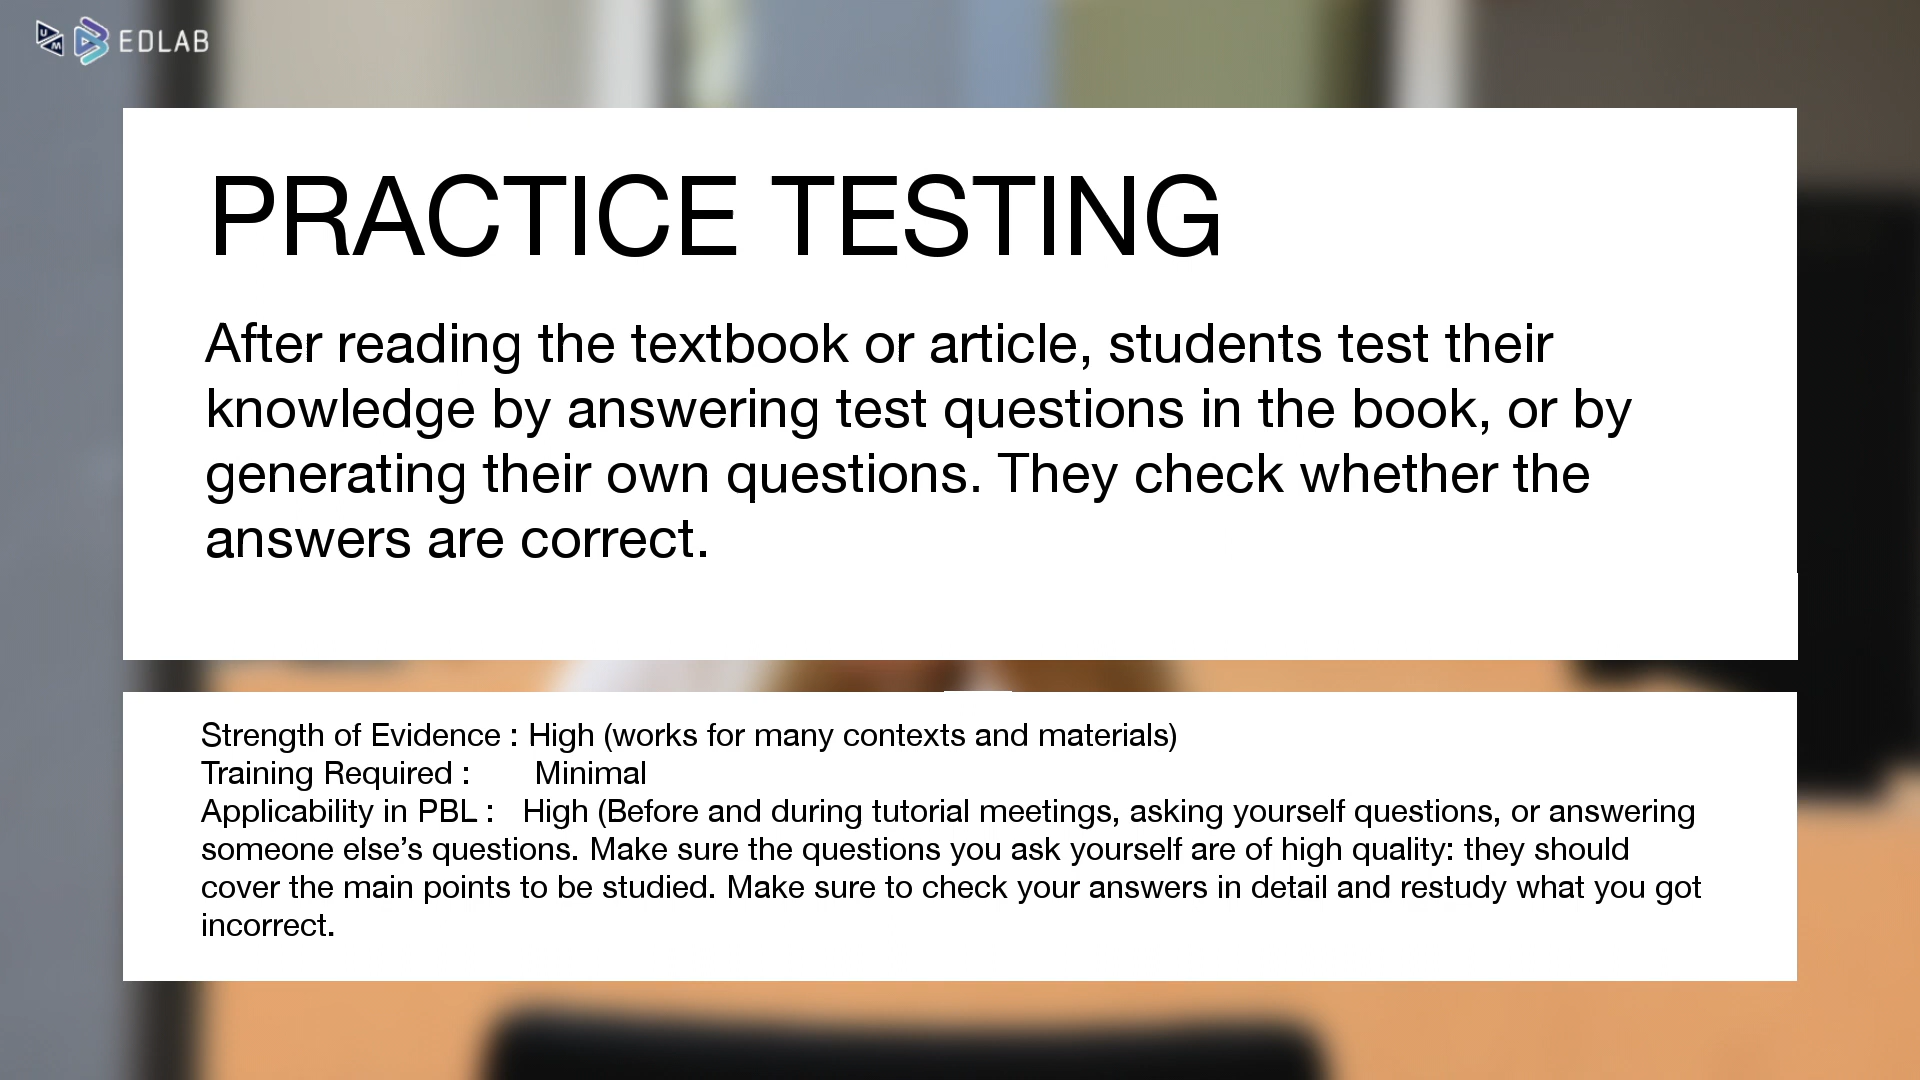 UM EDLAB
PRACTICE TESTING
After reading the textbook or article, students test their
knowledge by answering test questions in the book, or by
generating their own questions. They check whether the
answers are correct.
Strength of Evidence : High (works for many contexts and materials)
Training Required : Minimal
Applicability in PBL : High (Before and during tutorial meetings, asking yourself questions, or answering
someone else’s questions. Make sure the questions you ask yourself are of high quality: they should
cover the main points to be studied. Make sure to check your answers in detail and restudy what you got
incorrect.